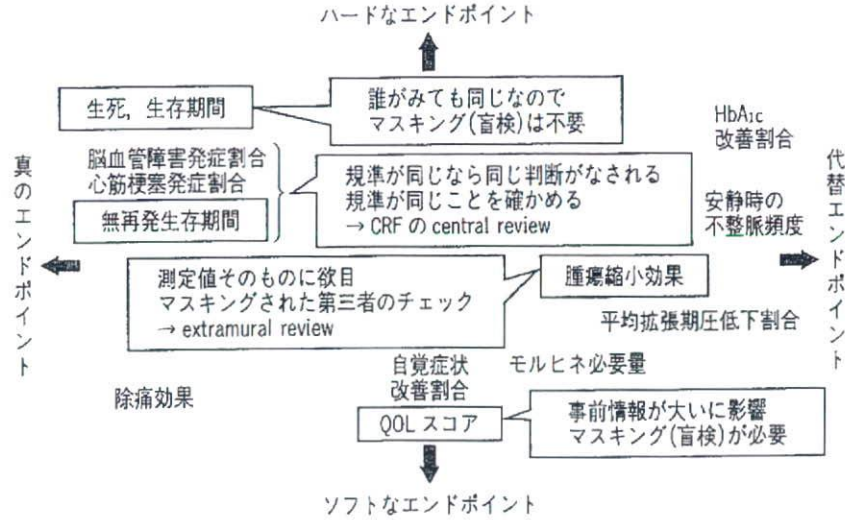 ハードなエンドポイント
生死，生存期間
誰がみても同じなので
マスキング(盲検)は不要
HbA1c
改善割合
真のエンドポイント
脳血管障害発症割合
心筋梗塞発症割合
無再発生存期間
規準が同じなら同じ判断がなされる
規準が同じことを確かめる
→ CRF の central review
安静時の
不整脈頻度
代替エンドポイント
測定値そのものに欲目
マスキングされた第三者のチェック
→ extramural review
腫瘍縮小効果
平均拡張期圧低下割合
自覚症状
改善割合
モルヒネ必要量
除痛効果
QOL スコア
事前情報が大いに影響
マスキング(盲検)が必要
ソフトなエンドポイント